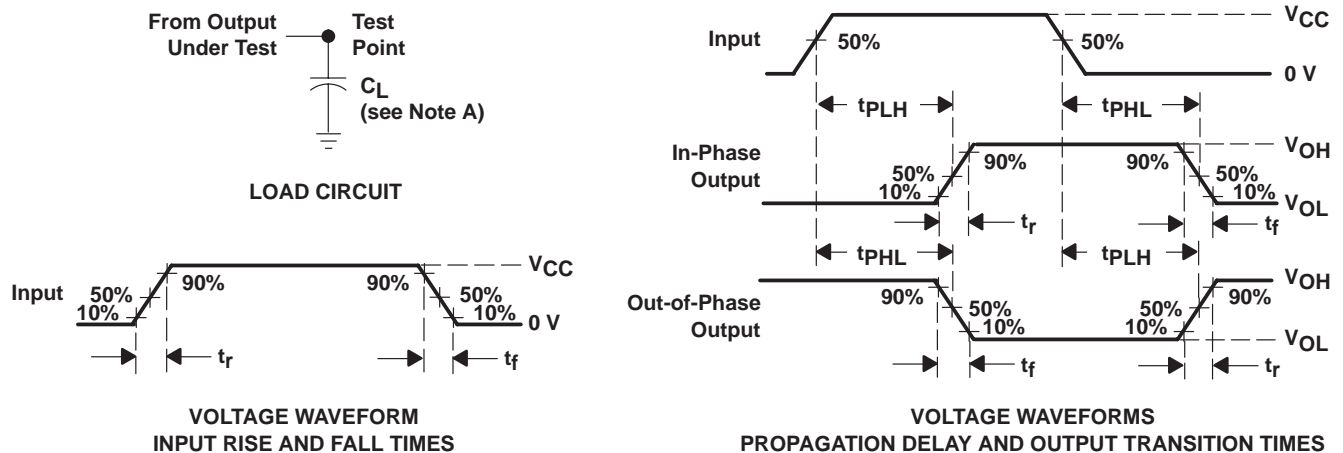 From Output
Under Test
Test
Point
CL
(see Note A)
LOAD CIRCUIT
Input
50%
10%
90%
90%
50%
10%
VCC
0 V
tr
tf
VOLTAGE WAVEFORM
INPUT RISE AND FALL TIMES
Input
50%
50%
VCC
0 V
tPLH
tPHL
In-Phase
Output
50%
10%
90%
90%
50%
10%
VOH
VOL
tr
tf
tPHL
tPLH
Out-of-Phase
Output
90%
50%
10%
50%
10%
90%
VOH
VOL
tf
tr
VOLTAGE WAVEFORMS
PROPAGATION DELAY AND OUTPUT TRANSITION TIMES